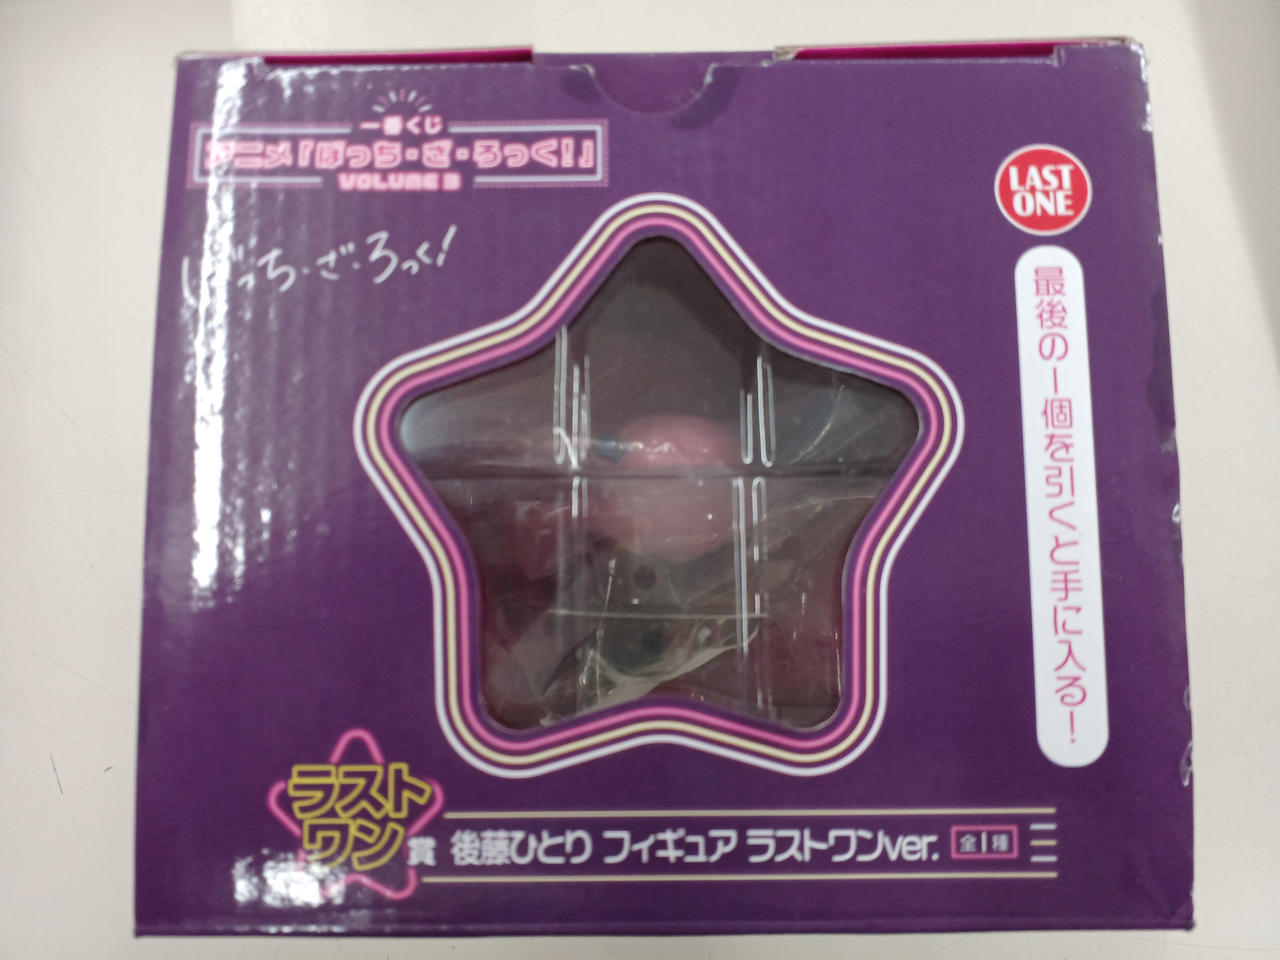 一番くじ
アニメ「ぼっち・ざ・ろっく!」
VOLUME 3
ぼっち・ざ・ろっく!
LAST
ONE
最後の1個を引くと手に入る!
ラスト
ワン賞
後藤ひとり フィギュア ラストワンver. 全1種